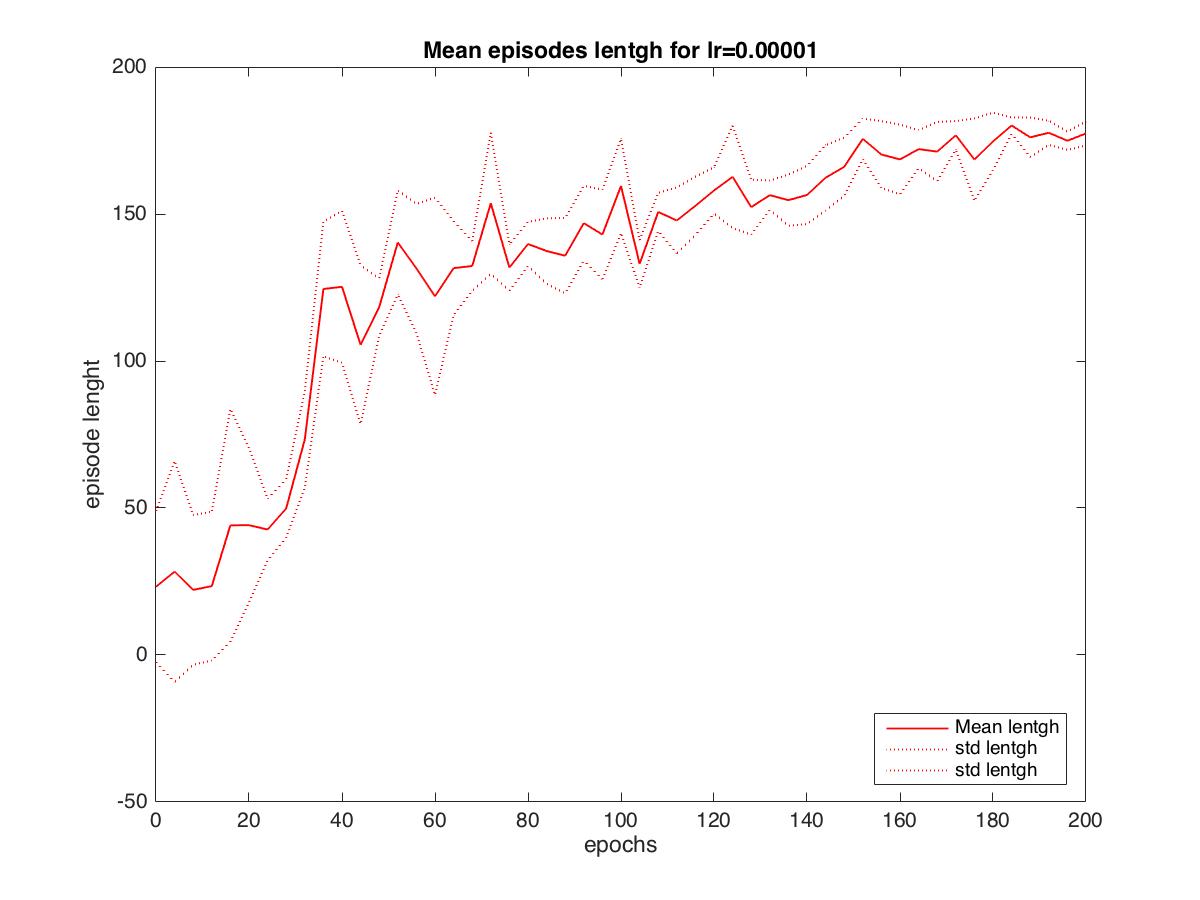 Mean episodes lentgh for lr=0.00001
200
150
100
50
0
-50
episode lenght
0 20 40 60 80 100 120 140 160 180 200
epochs
Mean lentgh
std lentgh
std lentgh